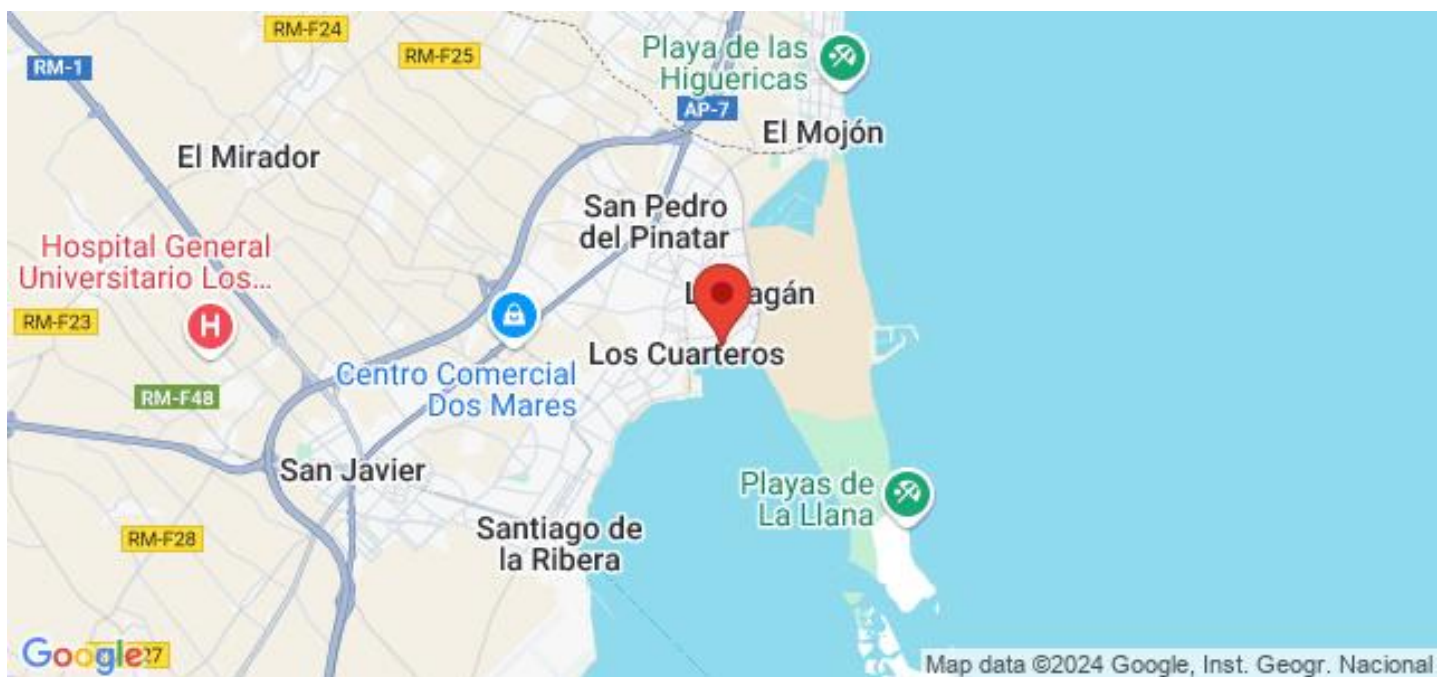 RM-F24
RM-1
RM-F25
Playa de las
Higuericas
AP-7
El Mojón
El Mirador
San Pedro
del Pinatar
Hospital General
Universitario Los...
H
RM-F23
Los Cuarteros
Centro Comercial
Dos Mares
RM-F48
San Javier
Playas de
La Llana
Santiago de
la Ribera
RM-F28
Google
Map data ©2024 Google, Inst. Geogr. Nacional